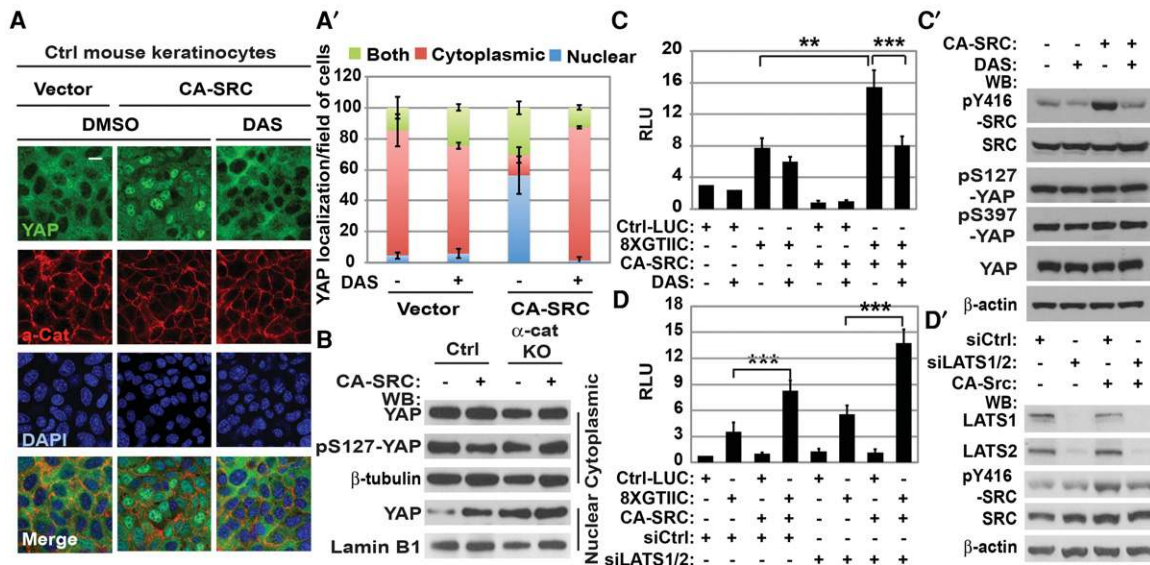 A
Ctrl mouse keratinocytes
Vector CA-SRC
DMSO DAS
YAP
a-Cat
DAPI
Merge
A′
Both Cytoplasmic Nuclear
YAP localization/field of cells
120
100
80
60
40
20
0
DAS - + - +
Vector CA-SRC
B
Ctrl α-cat KO
CA-SRC: - + - +
WB:
YAP
pS127-YAP
β-tubulin
YAP
Lamin B1
Cytoplasmic
Nuclear
C
** ***
RLU
20
16
12
8
4
0
Ctrl-LUC: + + + +
8XGTIIC: + + + +
CA-SRC: + + + +
DAS: + + + +
C′
CA-SRC: - - + +
DAS: - + - +
WB:
pY416
-SRC
SRC
pS127
-YAP
pS397
-YAP
YAP
β-actin
D
*** ***
RLU
18
15
12
9
6
3
0
Ctrl-LUC: + + + +
8XGTIIC: + + + +
CA-SRC: + + + +
siCtrl: + + + +
siLATS1/2: + + + +
D′
siCtrl: + - + -
siLATS1/2: - + - +
CA-Src: - - + +
WB:
LATS1
LATS2
pY416
-SRC
SRC
β-actin